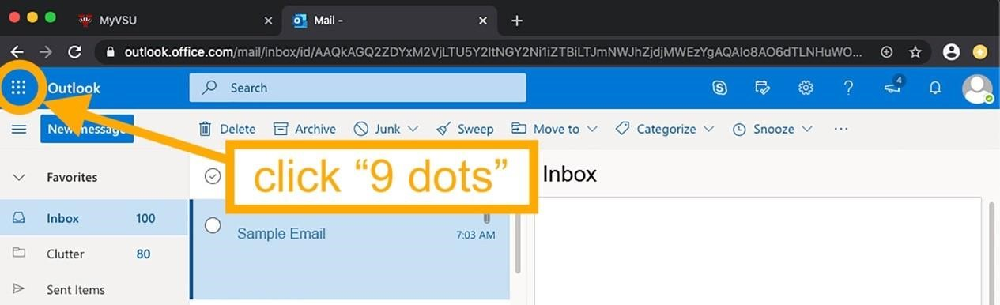 MyVSU
Mail -
outlook.office.com/mail/inbox/id/AAQkAGQ2ZDYxM2VjLTU5Y2ItNGY2Ni1iZTBiLTJmNWJhZjdjMWEzYgAQAIo8AO6dTLNHuWO...
Outlook
Search
4
New message
Delete
Archive
Junk
Sweep
Move to
Categorize
Snooze
click “9 dots”
Favorites
Inbox
Inbox 100
Sample Email
7:03 AM
Clutter 80
Sent Items